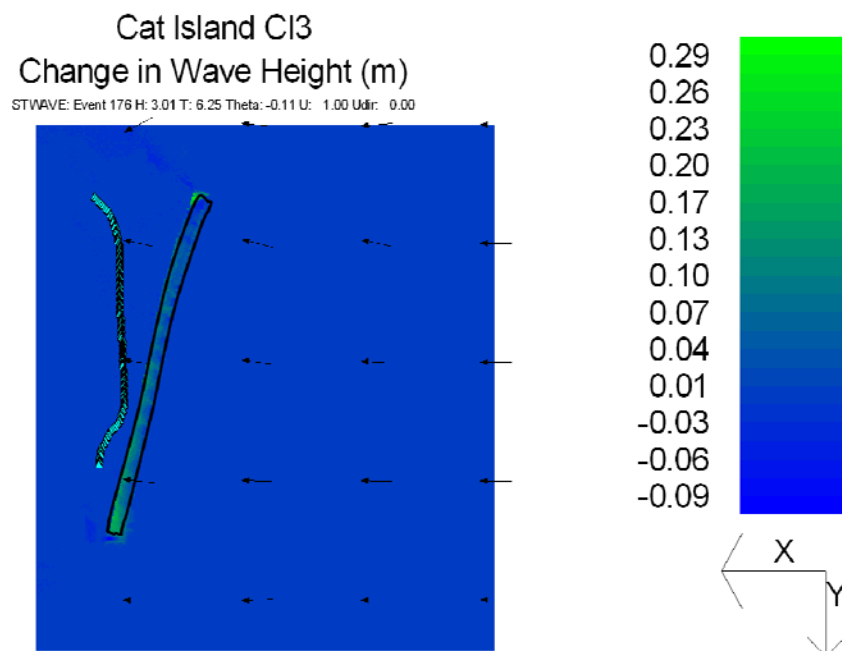 Cat Island CI3
Change in Wave Height (m)
STWAVE: Event 176 H: 3.01 T: 6.25 Theta: -0.11 U: 1.00 Udir: 0.00
0.29
0.26
0.23
0.20
0.17
0.13
0.10
0.07
0.04
0.01
-0.03
-0.06
-0.09
X
Y